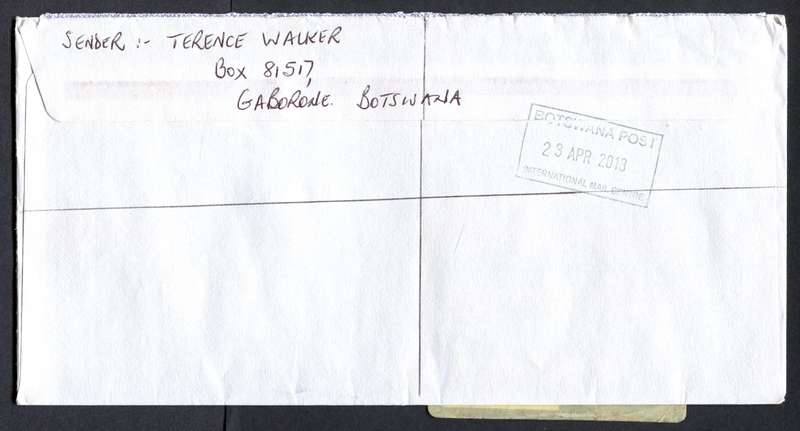 SENDER :- TERENCE WALKER
BOX 81517,
GABORONE. BOTSWANA
BOTSWANA POST
23 APR 2013
INTERNATIONAL MAIL CENTRE